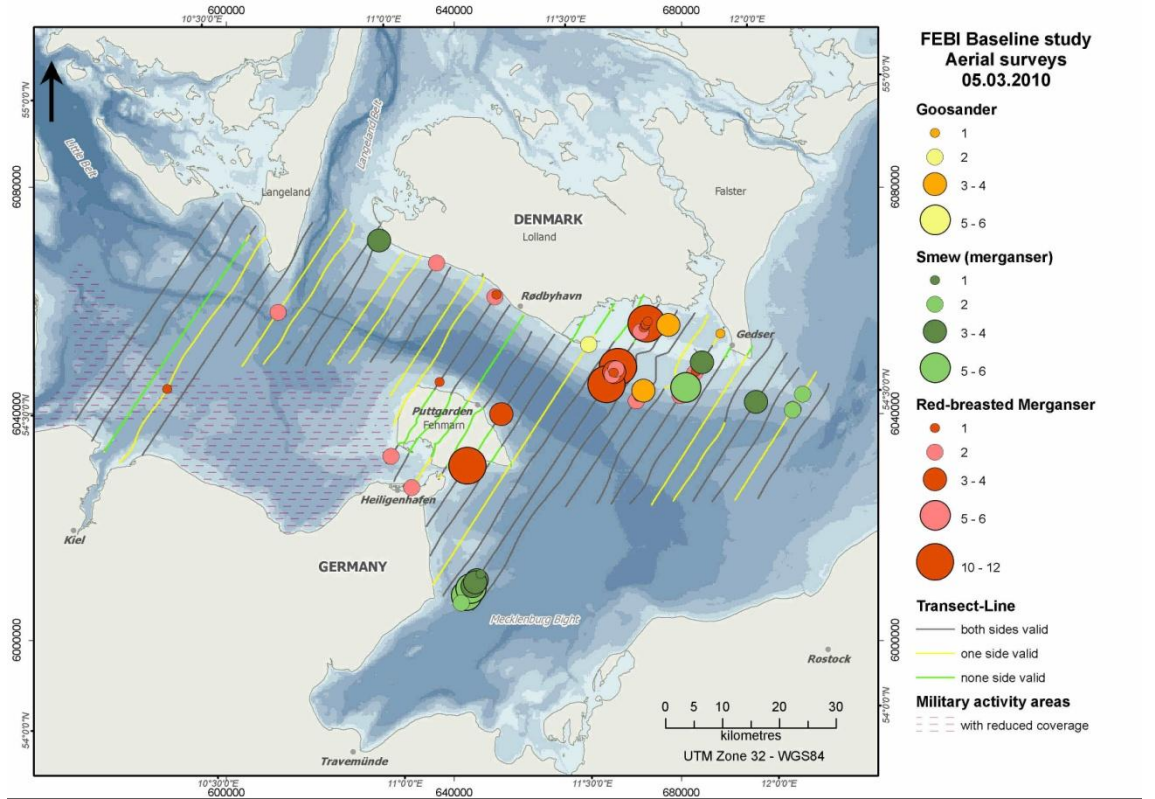 10°30'0"E 11°0'0"E 11°30'0"E 12°0'0"E
600000 640000 680000
55°0'0"N
55°0'0"N
6080000
6080000
54°30'0"N
6040000
54°30'0"N
6040000
6000000
6000000
54°0'0"N
54°0'0"N
Little Belt
Langeland Belt
Langeland
DENMARK
Lolland
Falster
Rødbyhavn
Gedser
Puttgarden
Fehmarn
Heiligenhafen
Kiel
GERMANY
Mecklenburg Bight
Rostock
Travemünde
0 5 10 20 30
kilometres
UTM Zone 32 - WGS84
10°30'0"E 11°0'0"E 11°30'0"E 12°0'0"E
600000 640000 680000
FEBI Baseline study
Aerial surveys
05.03.2010
Goosander
1
2
3 - 4
5 - 6
Smew (merganser)
1
2
3 - 4
5 - 6
Red-breasted Merganser
1
2
3 - 4
5 - 6
10 - 12
Transect-Line
both sides valid
one side valid
none side valid
Military activity areas
with reduced coverage